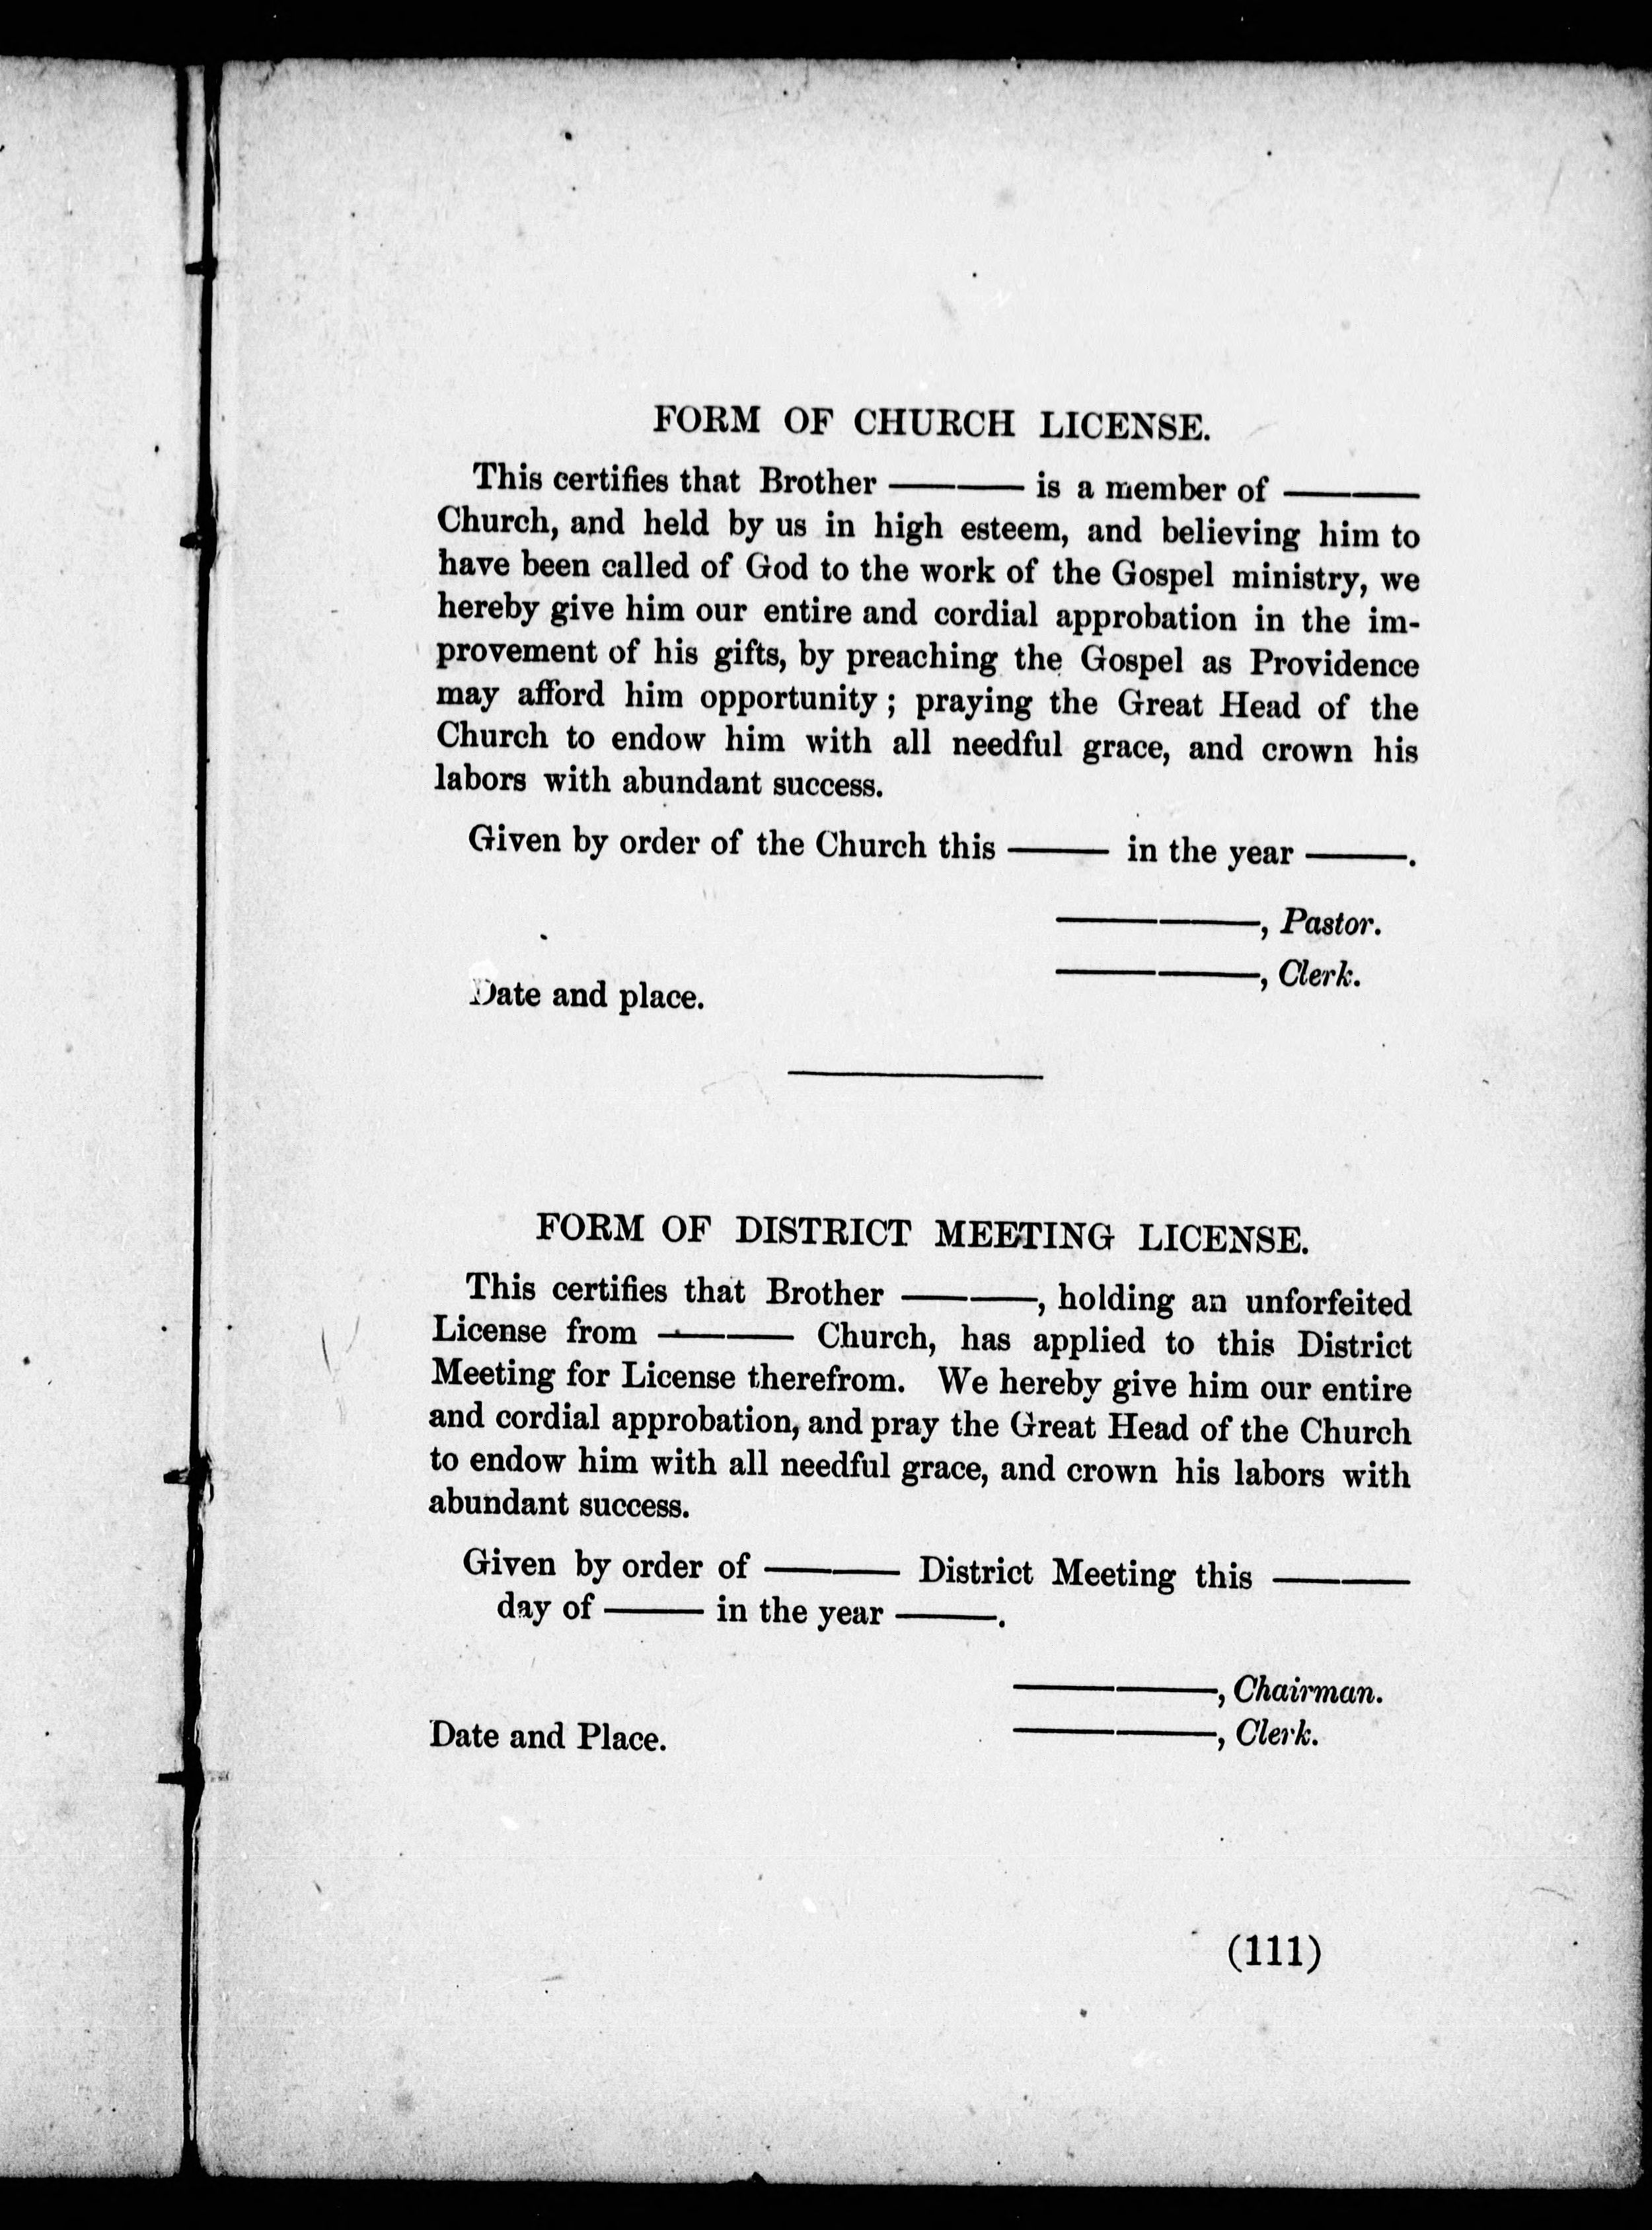 FORM OF CHURCH LICENSE.
This certifies that Brother ———— is a member of ————
Church, and held by us in high esteem, and believing him to
have been called of God to the work of the Gospel ministry, we
hereby give him our entire and cordial approbation in the im-
provement of his gifts, by preaching the Gospel as Providence
may afford him opportunity; praying the Great Head of the
Church to endow him with all needful grace, and crown his
labors with abundant success.
Given by order of the Church this ——— in the year ———.
——————, Pastor.
——————, Clerk.
Date and place.
FORM OF DISTRICT MEETING LICENSE.
This certifies that Brother ————, holding an unforfeited
License from ———— Church, has applied to this District
Meeting for License therefrom. We hereby give him our entire
and cordial approbation, and pray the Great Head of the Church
to endow him with all needful grace, and crown his labors with
abundant success.
Given by order of ———— District Meeting this ————
day of ——— in the year ———.
——————, Chairman.
Date and Place. ——————, Clerk.
(111)